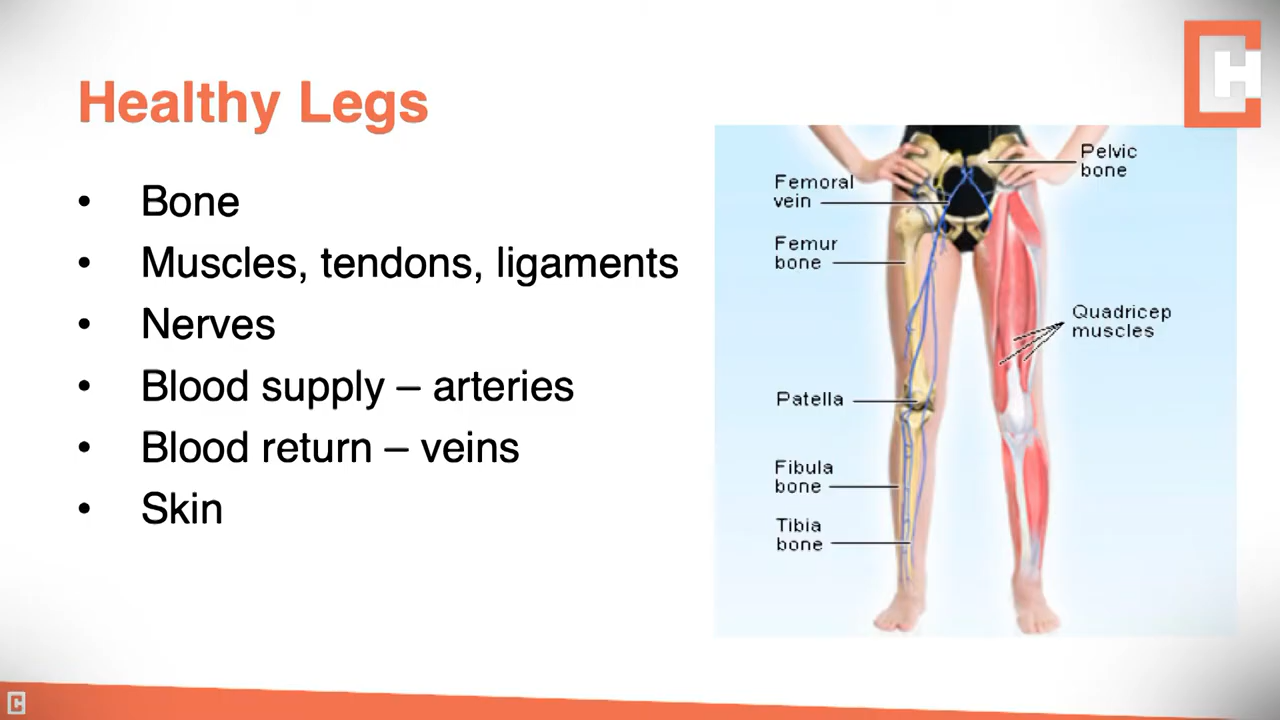 Healthy Legs
• Bone
• Muscles, tendons, ligaments
• Nerves
• Blood supply – arteries
• Blood return – veins
• Skin
Pelvic
bone
Femoral
vein
Femur
bone
Quadricep
muscles
Patella
Fibula
bone
Tibia
bone
CH
C